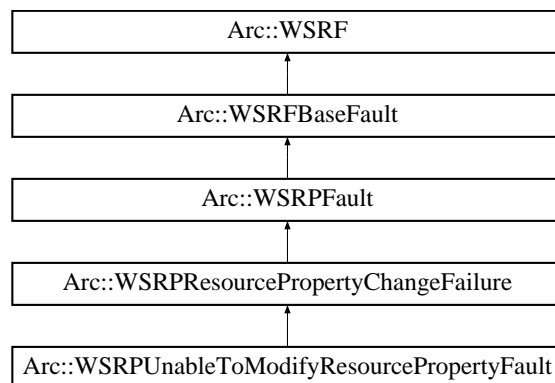 Arc::WSRF
Arc::WSRFBaseFault
Arc::WSRPFault
Arc::WSRPResourcePropertyChangeFailure
Arc::WSRPUnableToModifyResourcePropertyFault